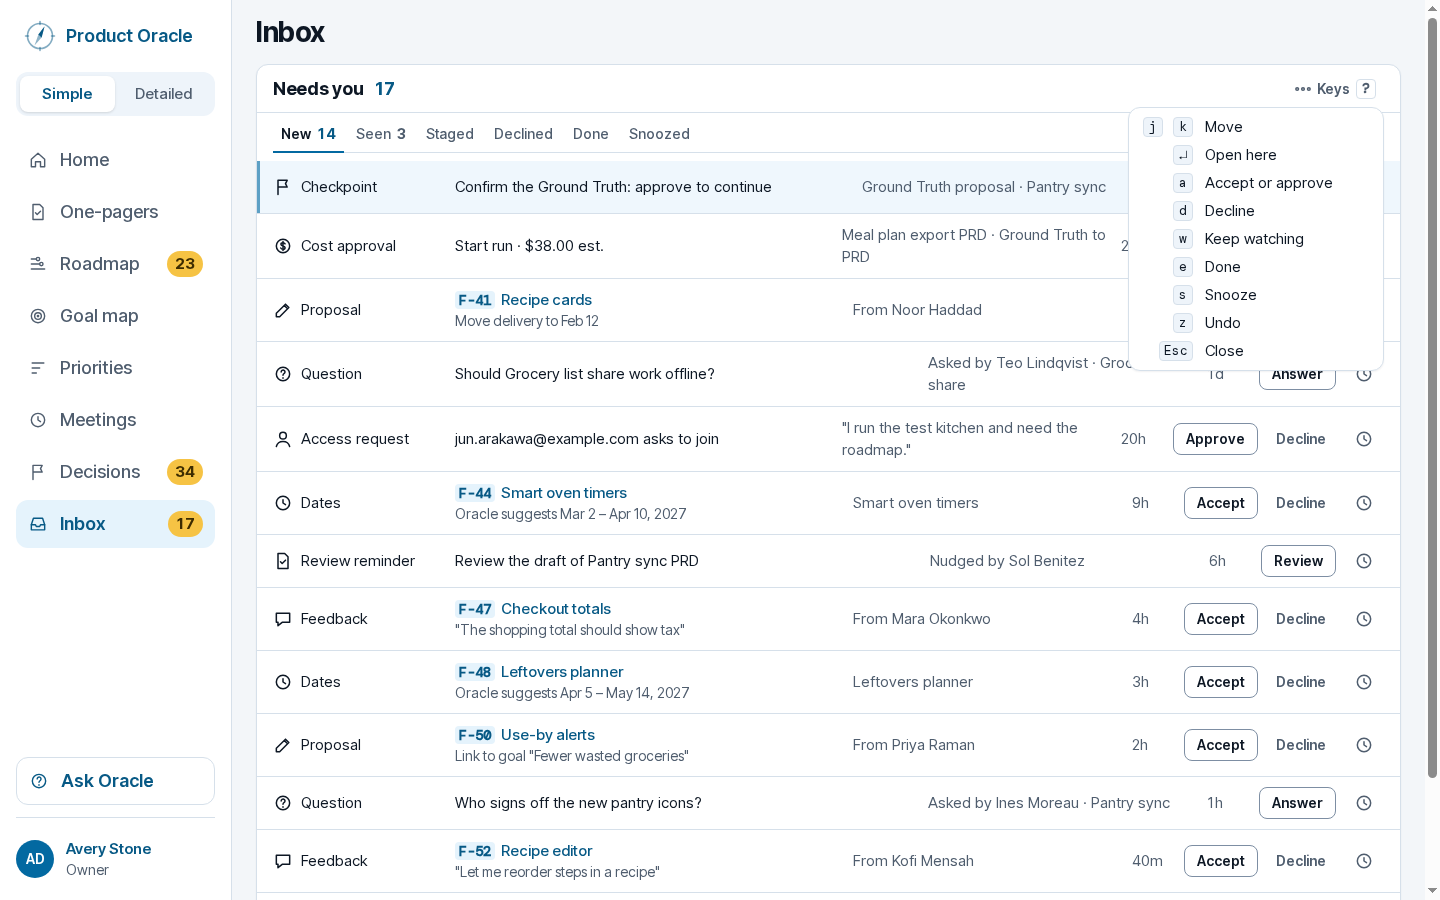 Product Oracle
Simple Detailed
Home
One-pagers
Roadmap 23
Goal map
Priorities
Meetings
Decisions 34
Inbox 17
Ask Oracle
AD Avery Stone
Owner
Inbox
Needs you 17
Keys ?
New 14 Seen 3 Staged Declined Done Snoozed
j k Move
↵ Open here
a Accept or approve
d Decline
w Keep watching
e Done
s Snooze
z Undo
Esc Close
Checkpoint Confirm the Ground Truth: approve to continue Ground Truth proposal · Pantry sync
Cost approval Start run · $38.00 est. Meal plan export PRD · Ground Truth to
PRD
Proposal F-41 Recipe cards From Noor Haddad
Move delivery to Feb 12
Question Should Grocery list share work offline? Asked by Teo Lindqvist ·
share
1d Answer
Access request jun.arakawa@example.com asks to join "I run the test kitchen and need the
roadmap."
20h Approve Decline
Dates F-44 Smart oven timers Smart oven timers 9h Accept Decline
Oracle suggests Mar 2 – Apr 10, 2027
Review reminder Review the draft of Pantry sync PRD Nudged by Sol Benitez 6h Review
Feedback F-47 Checkout totals From Mara Okonkwo 4h Accept Decline
"The shopping total should show tax"
Dates F-48 Leftovers planner Leftovers planner 3h Accept Decline
Oracle suggests Apr 5 – May 14, 2027
Proposal F-50 Use-by alerts From Priya Raman 2h Accept Decline
Link to goal "Fewer wasted groceries"
Question Who signs off the new pantry icons? Asked by Ines Moreau · Pantry sync 1h Answer
Feedback F-52 Recipe editor From Kofi Mensah 40m Accept Decline
"Let me reorder steps in a recipe"